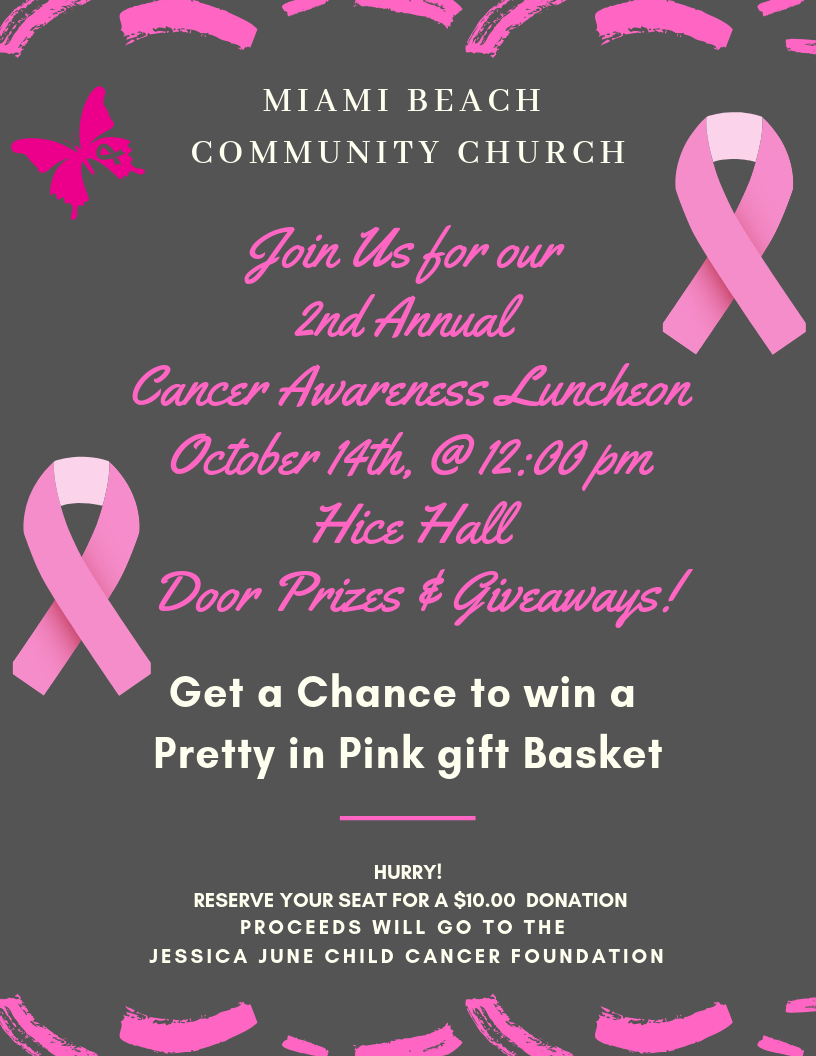 MIAMI BEACH
COMMUNITY CHURCH
Join Us for our
2nd Annual
Cancer Awareness Luncheon
October 14th, @ 12:00 pm
Hice Hall
Door Prizes & Giveaways!
Get a Chance to win a
Pretty in Pink gift Basket
HURRY!
RESERVE YOUR SEAT FOR A $10.00 DONATION
PROCEEDS WILL GO TO THE
JESSICA JUNE CHILD CANCER FOUNDATION